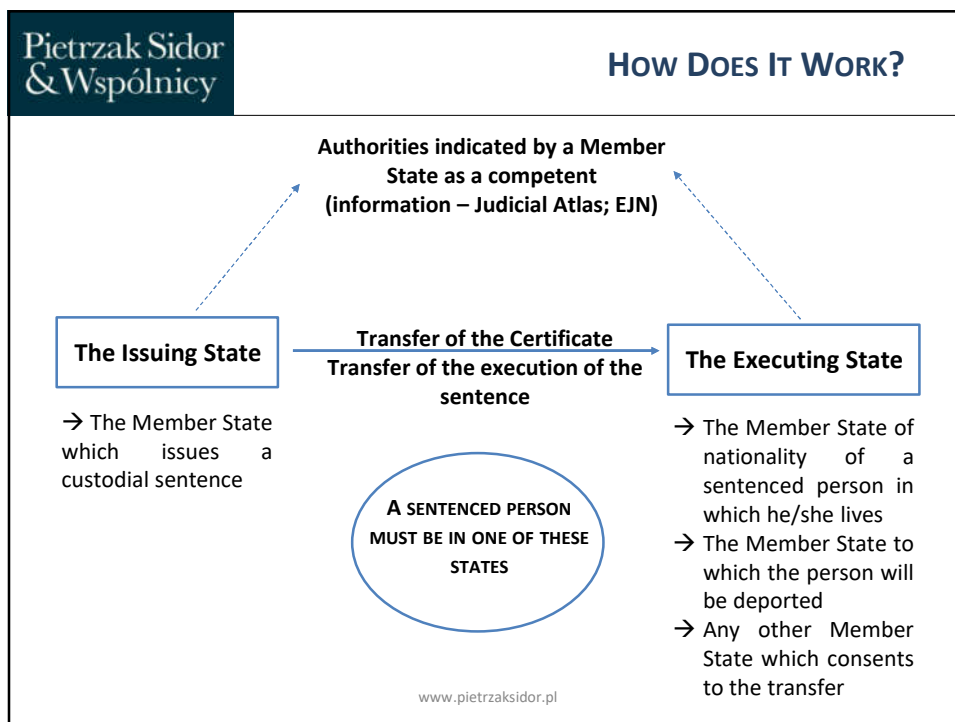 Pietrzak Sidor
& Wspólnicy
HOW DOES IT WORK?
Authorities indicated by a Member
State as a competent
(information – Judicial Atlas; EJN)
The Issuing State
Transfer of the Certificate
Transfer of the execution of the
sentence
The Executing State
→ The Member State
which issues a
custodial sentence
A SENTENCED PERSON
MUST BE IN ONE OF THESE
STATES
→ The Member State of
nationality of a
sentenced person in
which he/she lives
→ The Member State to
which the person will
be deported
→ Any other Member
State which consents
to the transfer
www.pietrzaksidor.pl